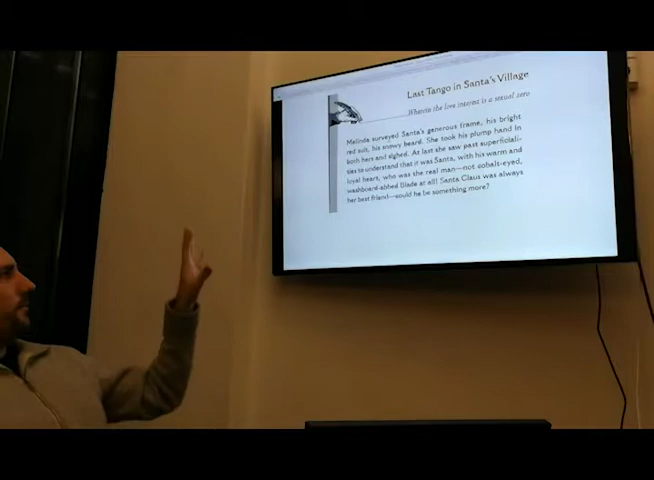 Last Tango in Santa's Village
Wherein the love interest is a sexual zero
Melinda surveyed Santa's generous frame, his bright
red suit, his snowy beard. She took his plump hand in
both hers and sighed. At last she saw past superficiali-
ties to understand that it was Santa, with his warm and
loyal heart, who was the real man—not cobalt-eyed,
washboard-abbed Blade at all! Santa Claus was always
her best friend—could he be something more?